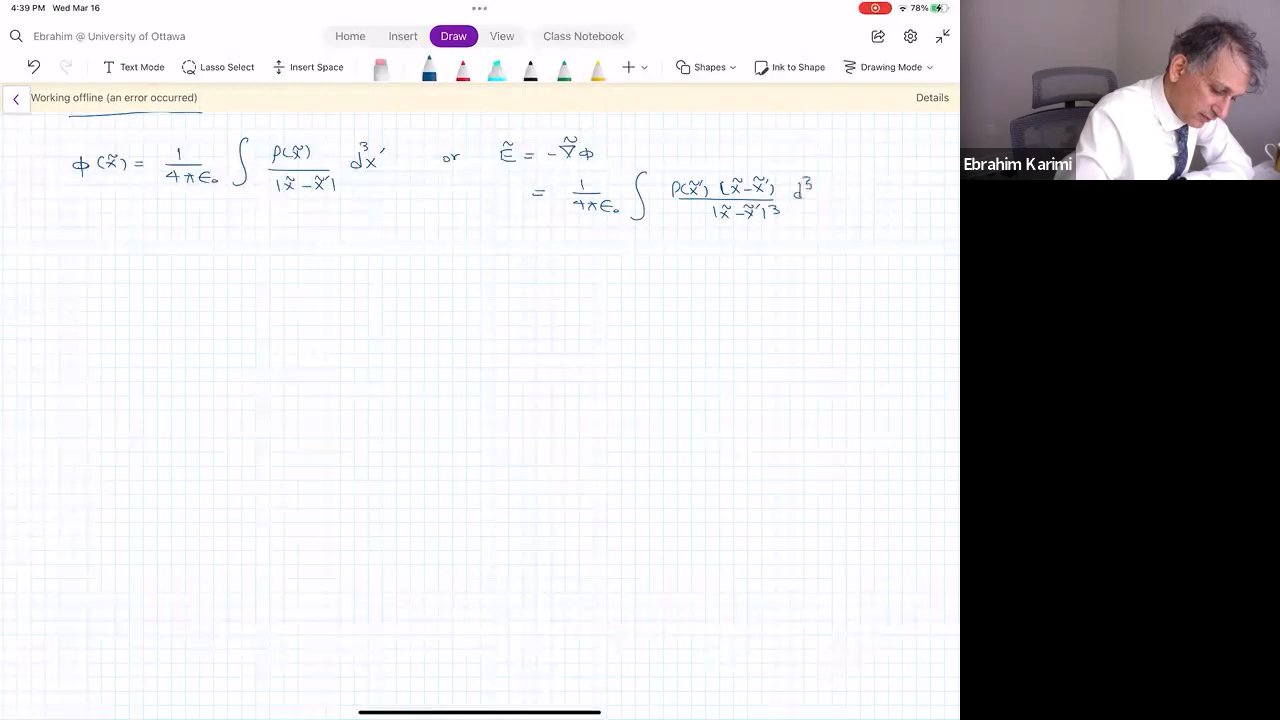 4:39 PM Wed Mar 16
78%
Ebrahim @ University of Ottawa
Home Insert Draw View Class Notebook
Text Mode Lasso Select Insert Space Shapes Ink to Shape Drawing Mode
Working offline (an error occurred) Details
ϕ(x̃) = 1/4πϵ₀ ∫ ρ(x̃')/|x̃ - x̃'| d³x' or Ẽ = -∇̃ϕ
= 1/4πϵ₀ ∫ ρ(x̃') (x̃-x̃')/|x̃-x̃'|³ d³
Ebrahim Karimi